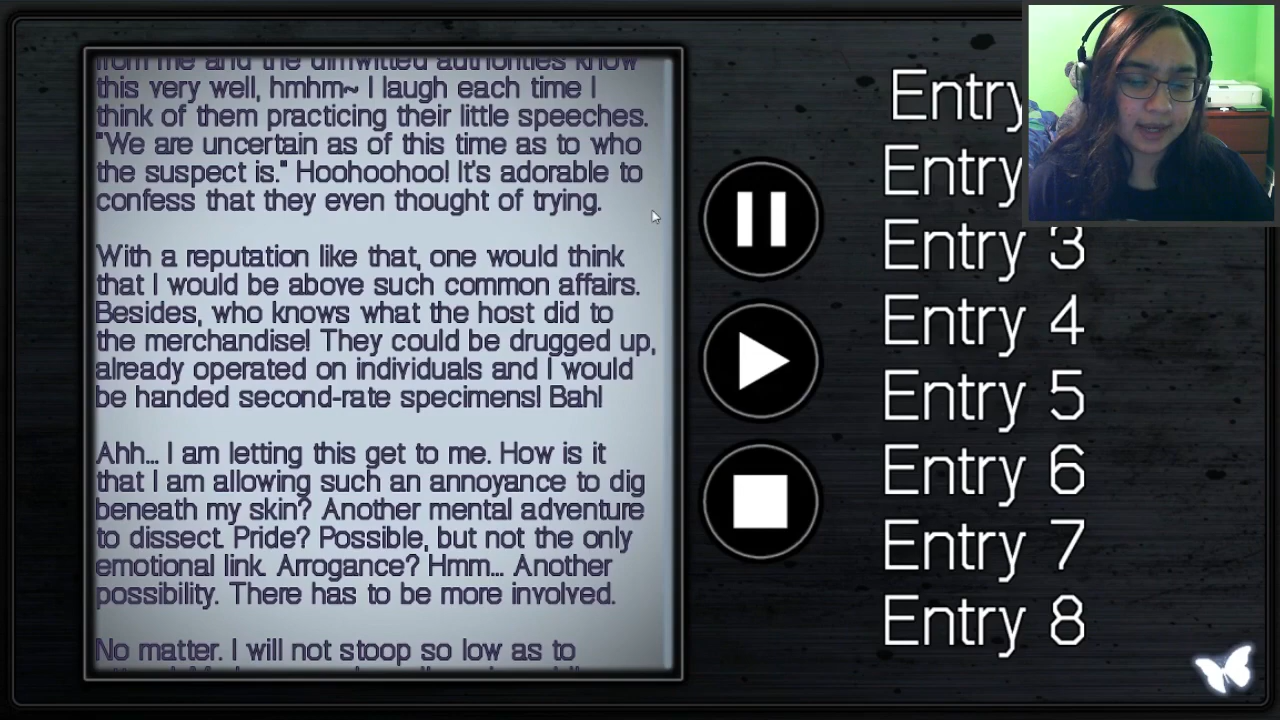 from me and the dimwitted authorities know
this very well, hmhm~ I laugh each time I
think of them practicing their little speeches.
"We are uncertain as of this time as to who
the suspect is." Hoohoohoo! It's adorable to
confess that they even thought of trying.
With a reputation like that, one would think
that I would be above such common affairs.
Besides, who knows what the host did to
the merchandise! They could be drugged up,
already operated on individuals and I would
be handed second-rate specimens! Bah!
Ahh... I am letting this get to me. How is it
that I am allowing such an annoyance to dig
beneath my skin? Another mental adventure
to dissect. Pride? Possible, but not the only
emotional link. Arrogance? Hmm... Another
possibility. There has to be more involved.
No matter. I will not stoop so low as to
Entry
Entry
Entry 3
Entry 4
Entry 5
Entry 6
Entry 7
Entry 8